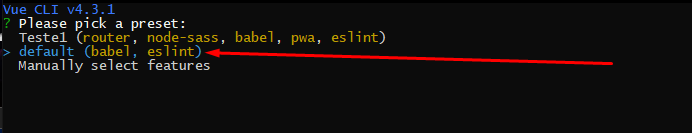 Vue CLI v4.3.1
? Please pick a preset:
Teste1 (router, node-sass, babel, pwa, eslint)
> default (babel, eslint)
Manually select features